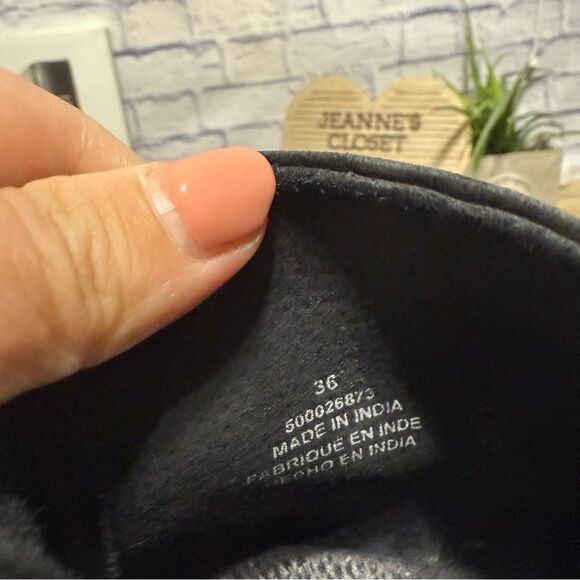 JEANNE'S
CLOSET
36
500026873
MADE IN INDIA
FABRIQUE EN INDE
HECHO EN INDIA